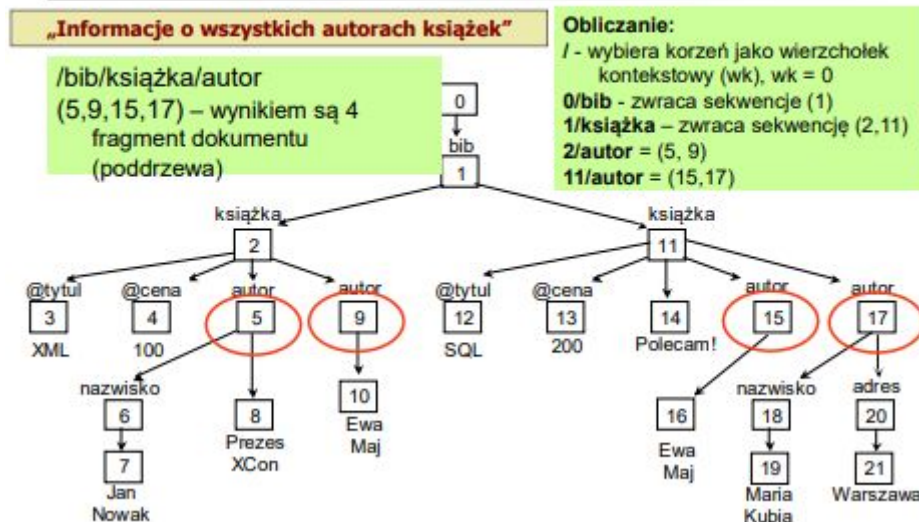 „Informacje o wszystkich autorach książek”
/bib/książka/autor
(5,9,15,17) – wynikiem są 4
fragment dokumentu
(poddrzewa)
Obliczanie:
/ - wybiera korzeń jako wierzchołek
kontekstowy (wk), wk = 0
0/bib - zwraca sekwencje (1)
1/książka – zwraca sekwencję (2,11)
2/autor = (5, 9)
11/autor = (15,17)
0
bib
1
książka książka
2 11
@tytul @cena autor autor @tytul @cena autor autor
3 4 5 9 12 13 14 15 17
XML 100 SQL 200 Polecam!
nazwisko nazwisko adres
6 8 10 16 18 20
Prezes
XCon
Ewa
Maj
Ewa
Maj
7 19 21
Jan
Nowak
Maria
Kubia
Warszawa